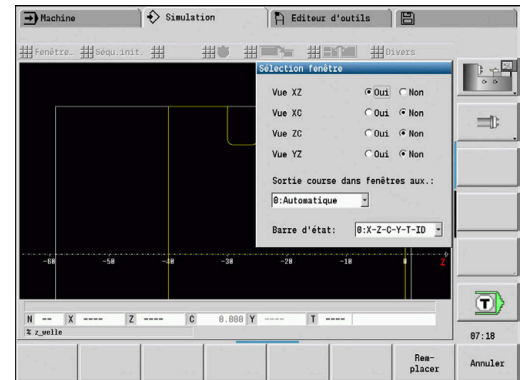 Machine
Simulation
Editeur d'outils
Fenêtre…
Séqu.init.
Divers
Sélection fenêtre
Vue XZ Oui Non
Vue XC Oui Non
Vue ZC Oui Non
Vue YZ Oui Non
Sortie course dans fenêtres aux.:
0:Automatique
Barre d'état: 0:X-Z-C-Y-T-ID
-60 -50 -40 -30 -20 -10 0 Z
N -- X ---- Z ---- C 0.000 Y ---- T ----
% z_welle
T
07:18
Rem-
placer
Annuler